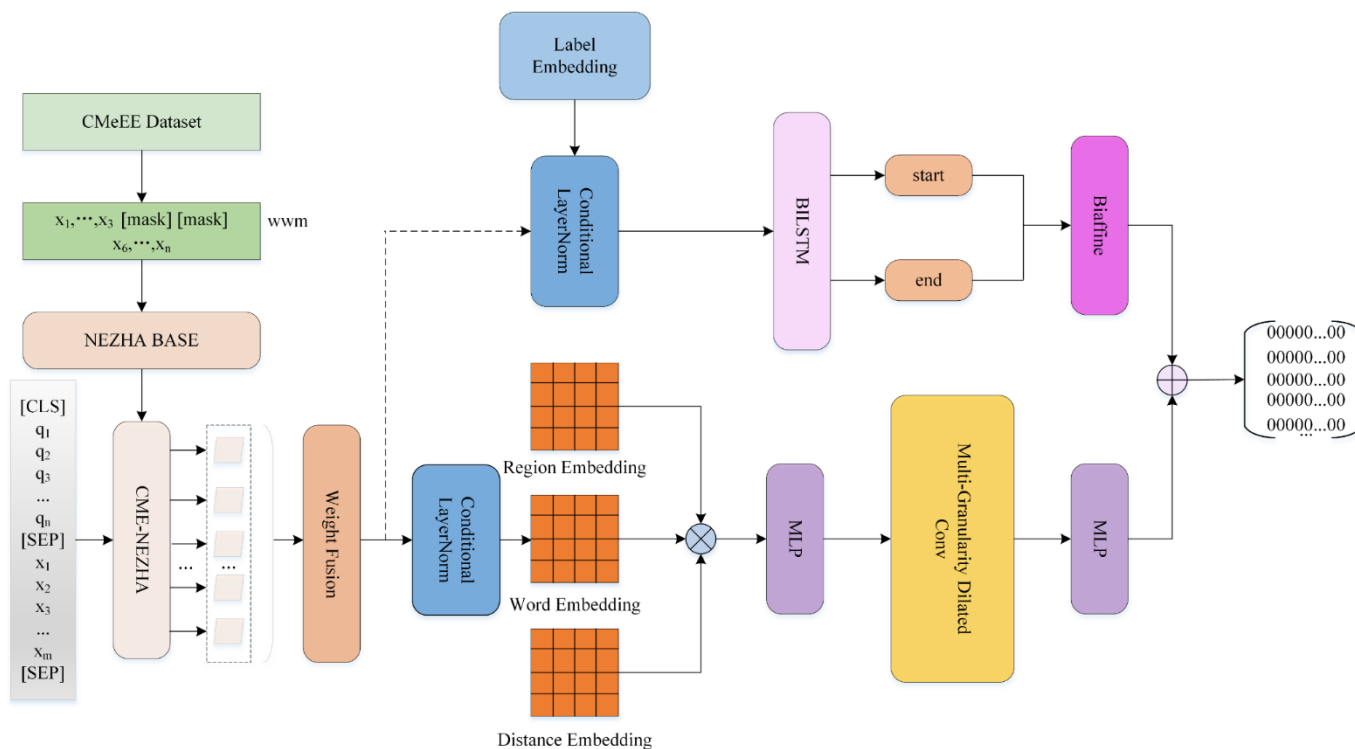 Label
Embedding
CMeEE Dataset
x₁,⋯,x₃ [mask] [mask]
x₆,⋯,xₙ
wwm
NEZHA BASE
[CLS]
q₁
q₂
q₃
...
qₙ
[SEP]
x₁
x₂
x₃
...
xₘ
[SEP]
CME-NEZHA
...
...
Weight Fusion
Conditional
LayerNorm
BILSTM
start
end
Biaffine
Conditional
LayerNorm
Region Embedding
Word Embedding
Distance Embedding
MLP
Multi-Granularity Dilated
Conv
MLP
00000...00
00000...00
00000...00
00000...00
00000...00
...